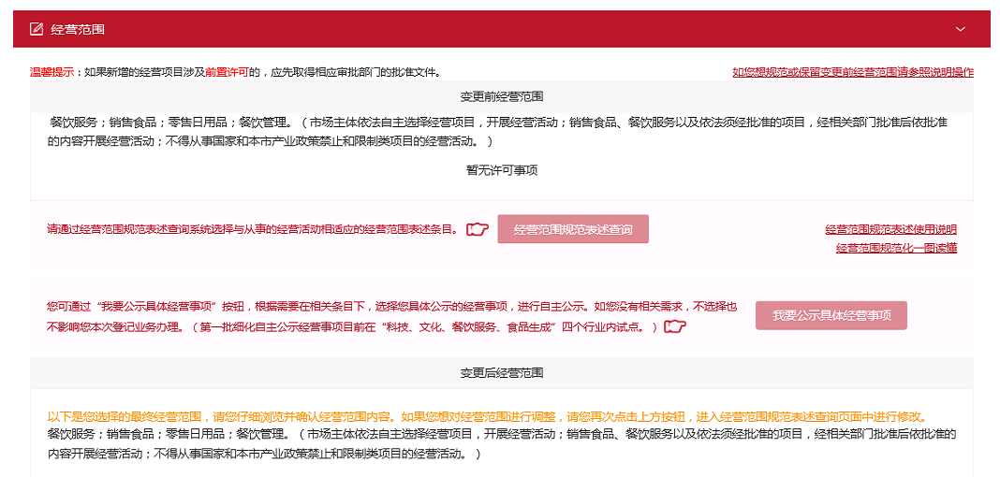 经营范围
温馨提示：如果新增的经营项目涉及前置许可的，应先取得相应审批部门的批准文件。
如您想规范或保留变更前经营范围请参照说明操作
变更前经营范围
餐饮服务；销售食品；零售日用品；餐饮管理。（市场主体依法自主选择经营项目，开展经营活动；销售食品、餐饮服务以及依法须经批准的项目，经相关部门批准后依批准
的内容开展经营活动；不得从事国家和本市产业政策禁止和限制类项目的经营活动。）
暂无许可事项
请通过经营范围规范表述查询系统选择与从事的经营活动相适应的经营范围表述条目。
经营范围规范表述查询
经营范围规范表述使用说明
经营范围规范化一图读懂
您可通过“我要公示具体经营事项”按钮，根据需要在相关条目下，选择您具体公示的经营事项，进行自主公示。如您没有相关需求，不选择也
不影响您本次登记业务办理。（第一批细化自主公示经营事项目前在“科技、文化、餐饮服务、食品生成”四个行业内试点。）
我要公示具体经营事项
变更后经营范围
以下是您选择的最终经营范围，请您仔细浏览并确认经营范围内容。如果您想对经营范围进行调整，请您再次点击上方按钮，进入经营范围规范表述查询页面中进行修改。
餐饮服务；销售食品；零售日用品；餐饮管理。（市场主体依法自主选择经营项目，开展经营活动；销售食品、餐饮服务以及依法须经批准的项目，经相关部门批准后依批准的
内容开展经营活动；不得从事国家和本市产业政策禁止和限制类项目的经营活动。）